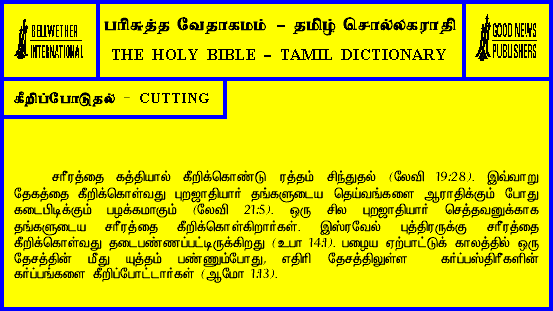 BELLWETHER
INTERNATIONAL
பரிசுத்த வேதாகமம் - தமிழ் சொல்லகராதி
THE HOLY BIBLE - TAMIL DICTIONARY
GOOD NEWS
PUBLISHERS
கீறிப்போடுதல் - CUTTING
சரீரத்தை கத்தியால் கீறிக்கொண்டு ரத்தம் சிந்துதல் (லேவி 19:28). இவ்வாறு
தேகத்தை கீறிக்கொள்வது புறஜாதியார் தங்களுடைய தெய்வங்களை ஆராதிக்கும் போது
கடைபிடிக்கும் பழக்கமாகும் (லேவி 21:5). ஒரு சில புறஜாதியார் செத்தவனுக்காக
தங்களுடைய சரீரத்தை கீறிக்கொள்கிறார்கள். இஸ்ரவேல் புத்திரருக்கு சரீரத்தை
கீறிக்கொள்வது தடைபண்ணப்பட்டிருக்கிறது (உபா 14:1). பழைய ஏற்பாட்டுக் காலத்தில் ஒரு
தேசத்தின் மீது யுத்தம் பண்ணும்போது, எதிரி தேசத்திலுள்ள கர்ப்பஸ்திரீகளின்
கர்ப்பங்களை கீறிப்போட்டார்கள் (ஆமோ 1:13).